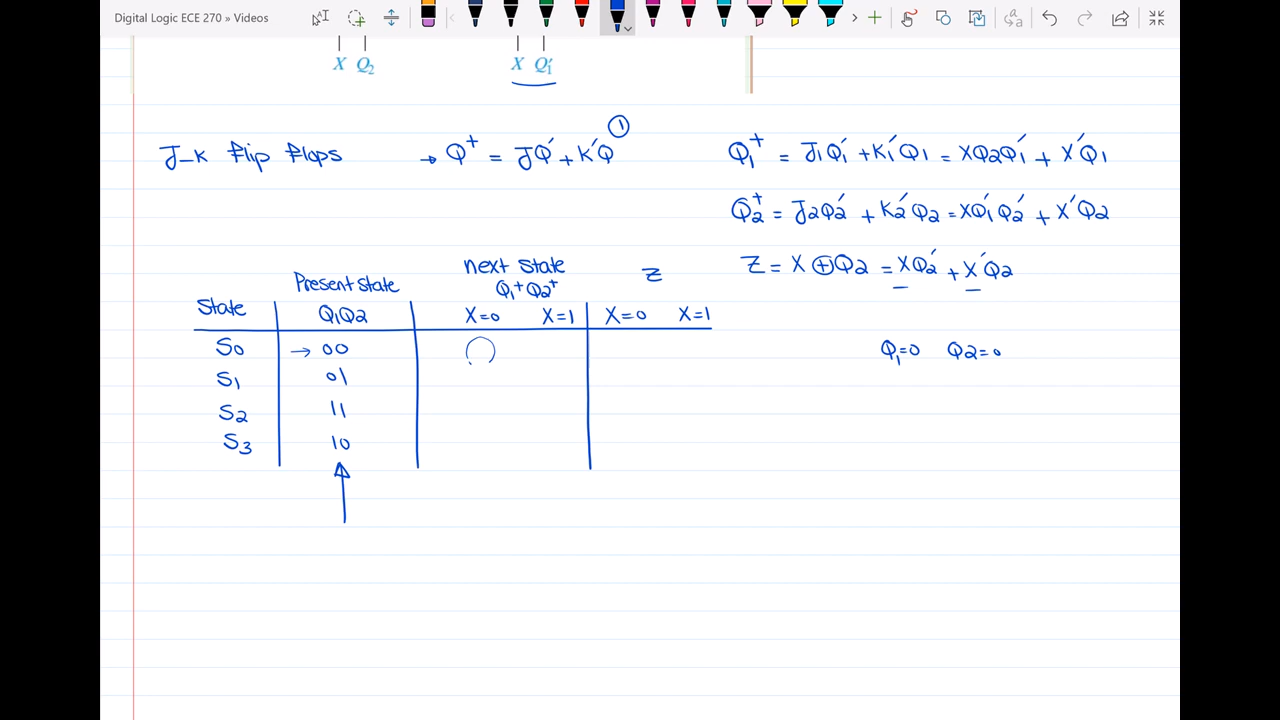 Digital Logic ECE 270 » Videos
X Q₂ X Q₁′
J-K flip flops → Q⁺ = JQ′ + K′Q ① Q₁⁺ = J₁Q₁′ + K₁′Q₁ = XQ2Q₁′ + X′Q₁
Q₂⁺ = J2Q2′ + K2′Q2 = XQ₁′Q2′ + X′Q2
Z = X ⊕ Q2 = XQ2′ + X′Q2
next state Z
Present state Q₁⁺Q₂⁺
State Q₁Q2 X=0 X=1 X=0 X=1
S0 → 00 Q₁=0 Q2=0
S1 01
S2 11
S3 10